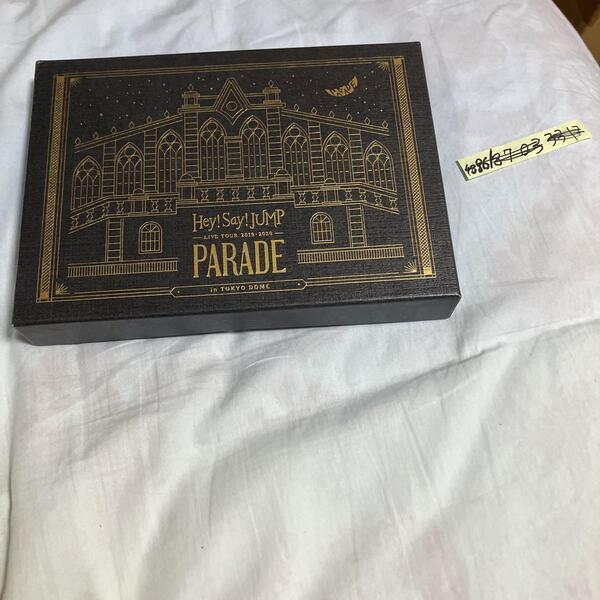 Hey! Say! JUMP
LIVE TOUR 2019-2020
PARADE
in TOKYO DOME